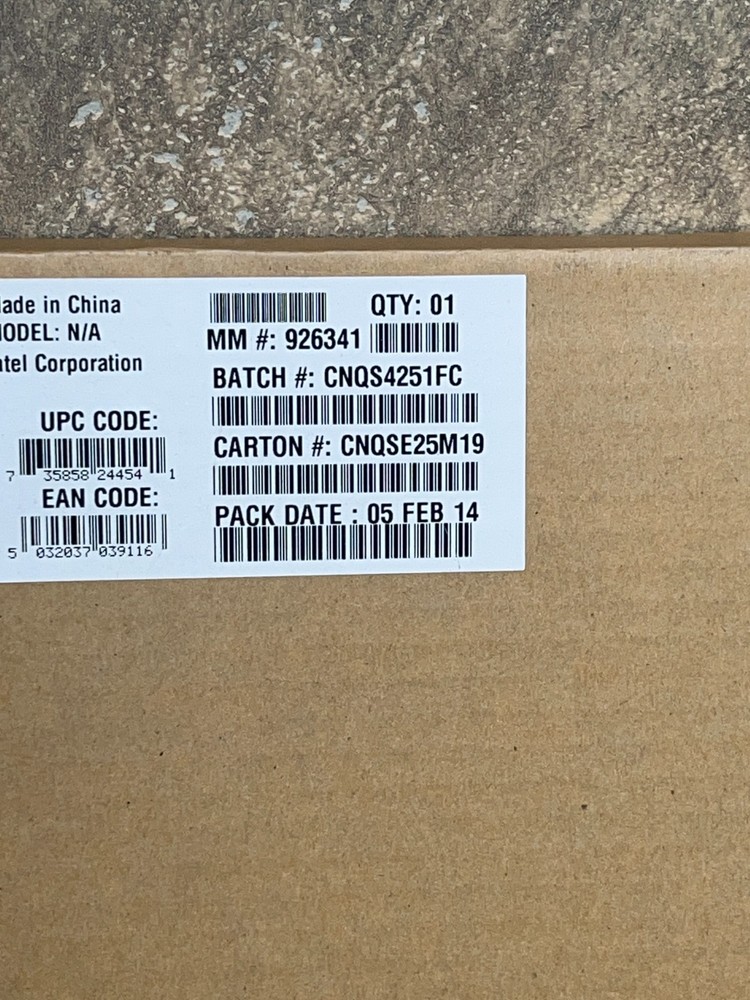 ade in China
ODEL: N/A
ntel Corporation
UPC CODE:
7 35858 24454 1
EAN CODE:
5 032037 039116
QTY: 01
MM #: 926341
BATCH #: CNQS4251FC
CARTON #: CNQSE25M19
PACK DATE : 05 FEB 14